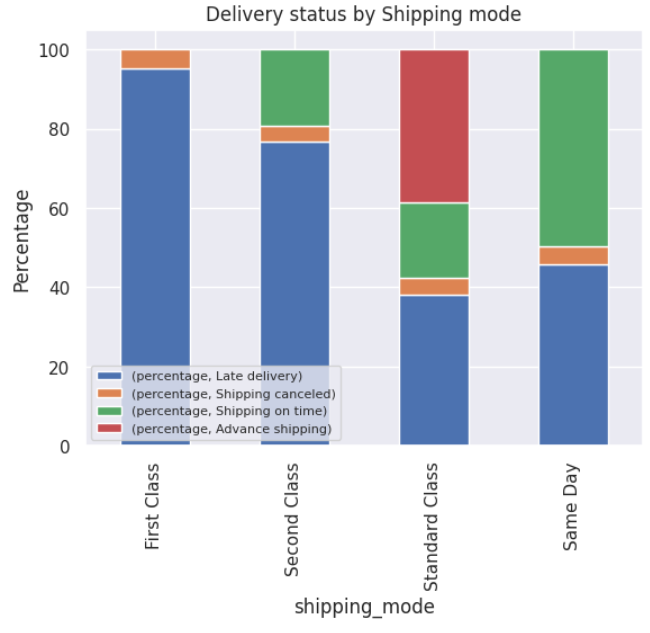 Delivery status by Shipping mode
Percentage
100
80
60
40
20
0
(percentage, Late delivery)
(percentage, Shipping canceled)
(percentage, Shipping on time)
(percentage, Advance shipping)
First Class
Second Class
Standard Class
Same Day
shipping_mode